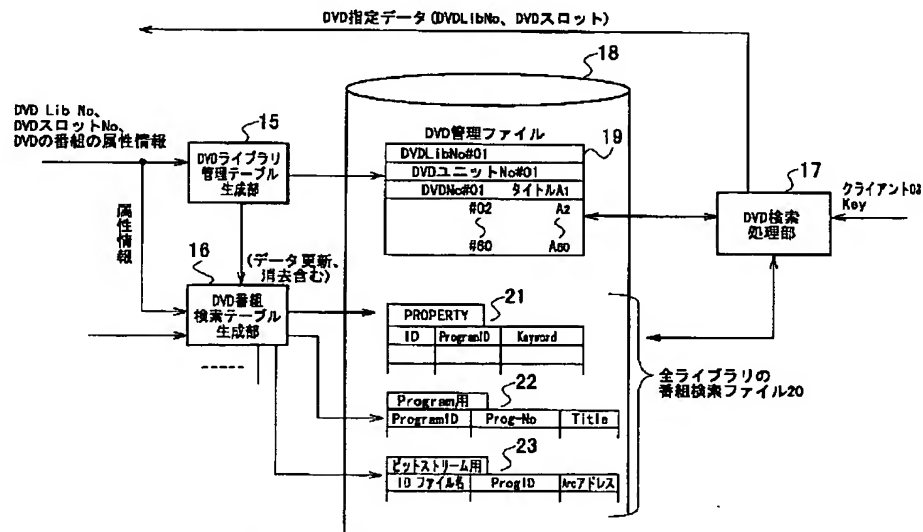 DVD指定データ(DVDLibNo、DVDスロット)
18
DVD Lib No、
DVDスロットNo、
DVDの番組の属性情報
15
DVDライブラリ
管理テーブル
生成部
属性情報
(データ更新、
消去含む)
16
DVD番組
検索テーブル
生成部
DVD管理ファイル
19
DVDLibNo#01
DVDユニットNo#01
DVDNo#01 タイトルA1
#02 A2
#60 A60
17
DVD検索
処理部
クライアント03
Key
21
PROPERTY
ID ProgramID Keyword
22
Program用
ProgramID Prog-No Title
23
ビットストリーム用
ID ファイル名 ProgID Arcアドレス
全ライブラリの
番組検索ファイル20